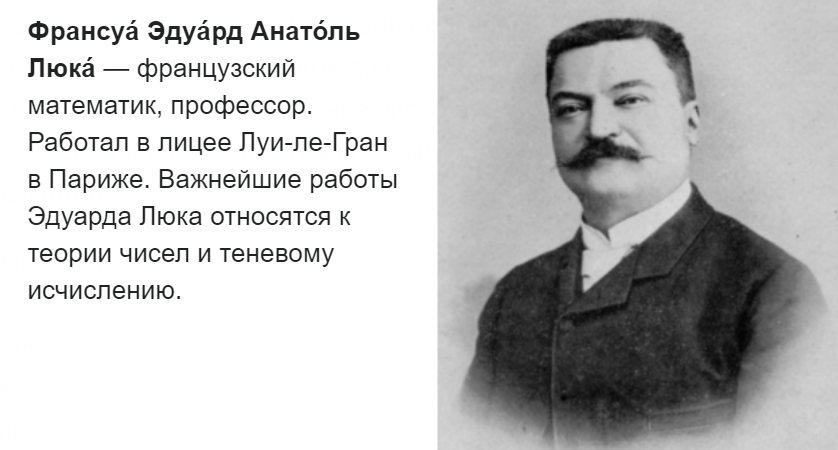 Франсуа́ Эдуа́рд Анато́ль
Люка́ — французский
математик, профессор.
Работал в лицее Луи-ле-Гран
в Париже. Важнейшие работы
Эдуарда Люка относятся к
теории чисел и теневому
исчислению.